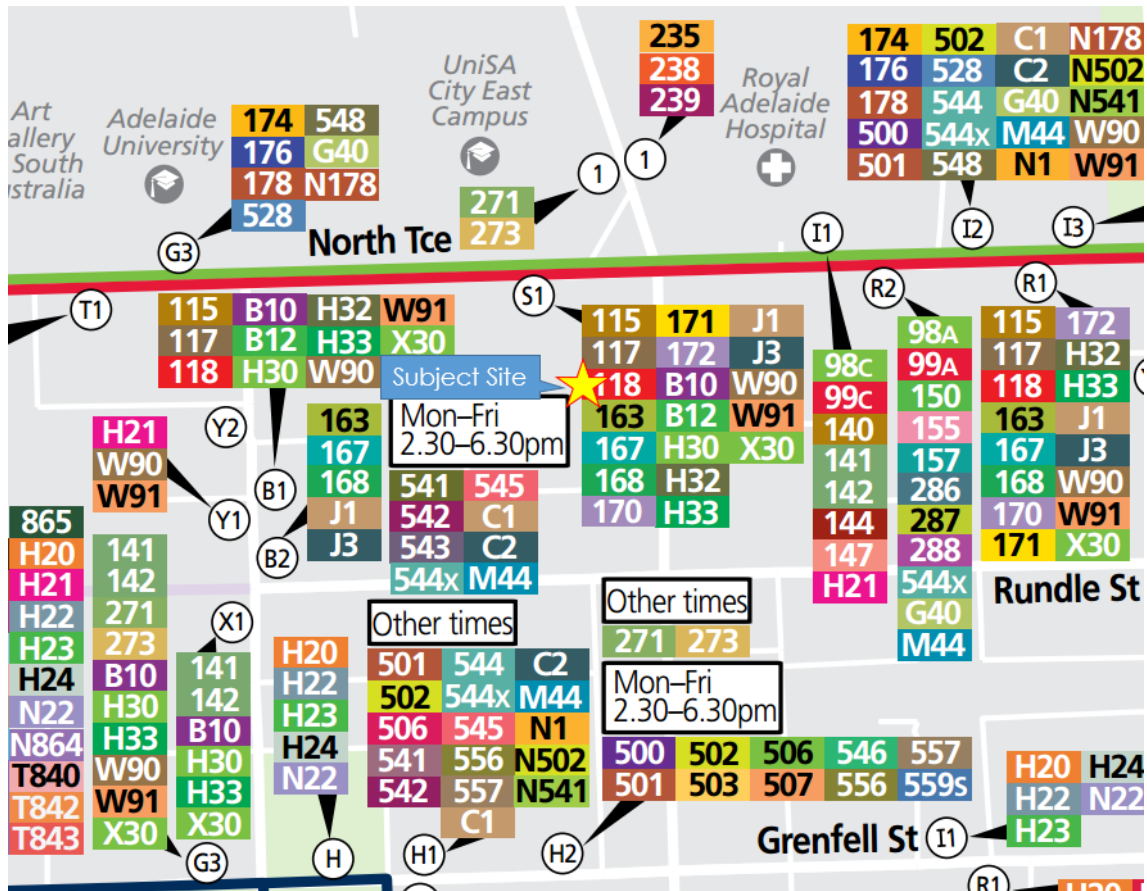 Art
allery
South
ustralia
Adelaide
University
174 548
176 G40
178 N178
528
G3
UniSA
City East
Campus
271
273
1
235
238
239
1
Royal
Adelaide
Hospital
174 502 C1 N178
176 528 C2 N502
178 544 G40 N541
500 544x M44 W90
501 548 N1 W91
I1
I2
I3
North Tce
T1
S1
R2
R1
115 B10 H32 W91
117 B12 H33 X30
118 H30 W90
Y2
B1
H21
W90
W91
Y1
163
167
168
J1
J3
B2
Subject Site
Mon–Fri
2.30–6.30pm
541 545
542 C1
543 C2
544x M44
115 171 J1
117 172 J3
118 B10 W90
163 B12 W91
167 H30 X30
168 H32
170 H33
98C
99C
140
141
142
144
147
H21
98A
99A
150
155
157
286
287
288
544x
G40
M44
115 172
117 H32
118 H33
163 J1
167 J3
168 W90
170 W91
171 X30
Rundle St
865
H20
H21
H22
H23
H24
N22
N864
T840
T842
T843
141
142
271
273
B10
H30
H33
W90
W91
X30
G3
X1
141
142
B10
H30
H33
X30
H20
H22
H23
H24
N22
H
Other times
501 544 C2
502 544x M44
506 545 N1
541 556 N502
542 557 N541
C1
H1
Other times
271 273
Mon–Fri
2.30–6.30pm
500 502 506 546 557
501 503 507 556 559s
H2
Grenfell St
I1
H20 H24
H22 N22
H23
R1
H20